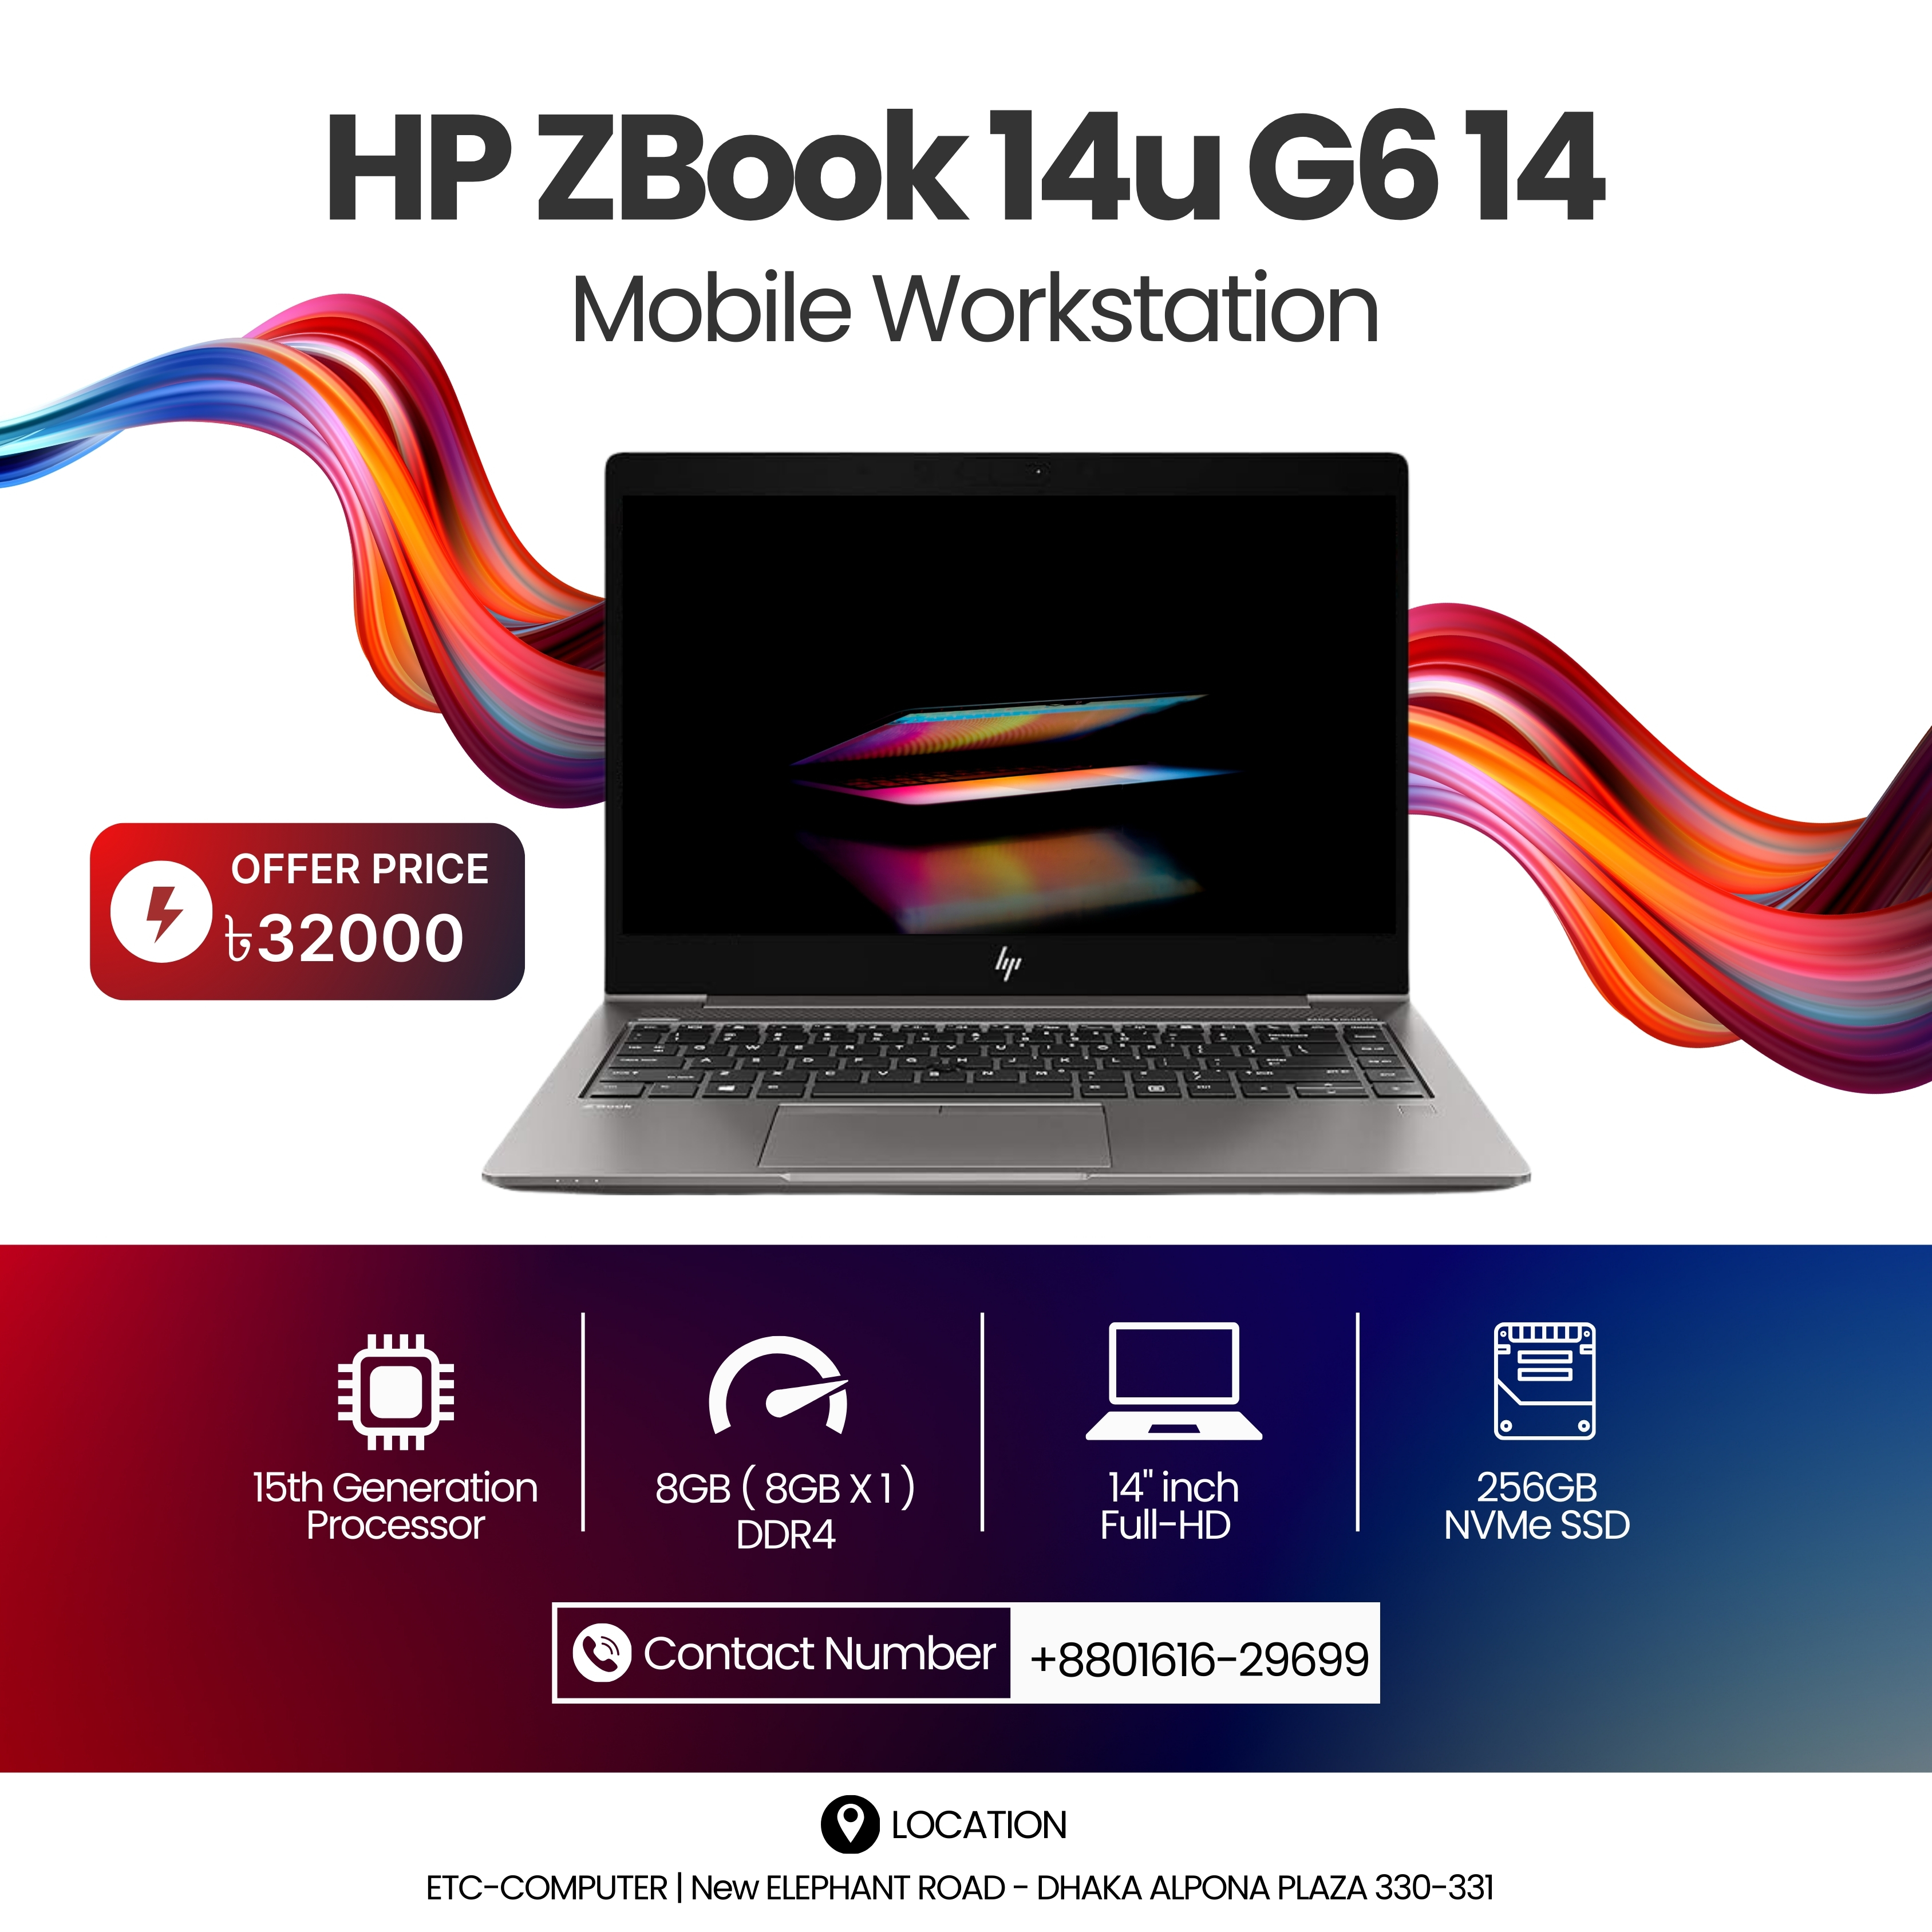 HP ZBook 14u G6 14
Mobile Workstation
OFFER PRICE
৳32000
hp
15th Generation
Processor
8GB ( 8GB X 1 )
DDR4
14" inch
Full-HD
256GB
NVMe SSD
Contact Number
+8801616-29699
LOCATION
ETC-COMPUTER | New ELEPHANT ROAD - DHAKA ALPONA PLAZA 330-331